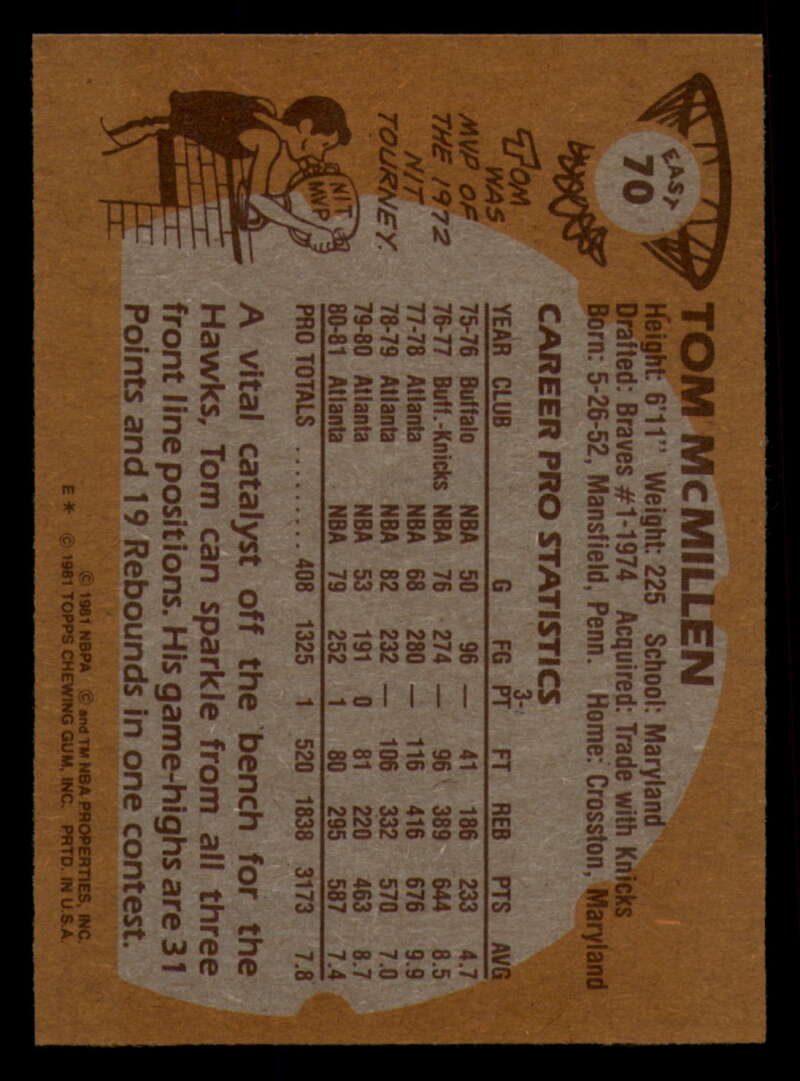 EAST
70
TOM McMILLEN
Height: 6'11" Weight: 225 School: Maryland
Drafted: Braves #1-1974 Acquired: Trade with Knicks
Born: 5-26-52, Mansfield, Penn. Home: Crosston, Maryland
TOM
WAS
MVP OF
THE 1972
NIT
TOURNEY.
NIT
MVP
CAREER PRO STATISTICS
YEAR CLUB G FG 3-PT FT REB PTS AVG
75-76 Buffalo NBA 50 96 — 41 186 233 4.7
76-77 Buff.-Knicks NBA 76 274 — 96 389 644 8.5
77-78 Atlanta NBA 68 280 — 116 416 676 9.9
78-79 Atlanta NBA 82 232 — 106 332 570 7.0
79-80 Atlanta NBA 53 191 0 81 220 463 8.7
80-81 Atlanta NBA 79 252 1 80 295 587 7.4
PRO TOTALS .......... 408 1325 1 520 1838 3173 7.8
A vital catalyst off the bench for the
Hawks, Tom can sparkle from all three
front line positions. His game-highs are 31
Points and 19 Rebounds in one contest.
© 1981 NBPA © and TM NBA PROPERTIES, INC.
E* © 1981 TOPPS CHEWING GUM, INC. PRTD. IN U.S.A.